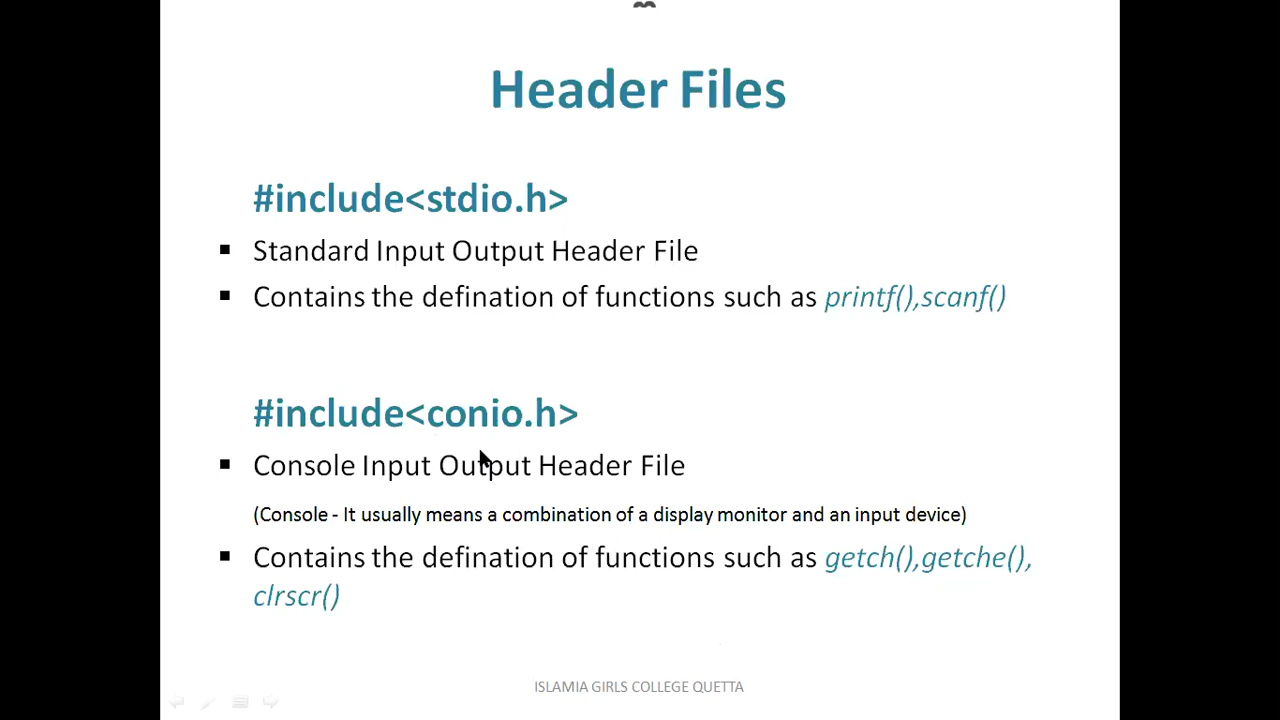 Header Files
#include<stdio.h>
Standard Input Output Header File
Contains the defination of functions such as printf(),scanf()
#include<conio.h>
Console Input Output Header File
(Console - It usually means a combination of a display monitor and an input device)
Contains the defination of functions such as getch(),getche(),
clrscr()
ISLAMIA GIRLS COLLEGE QUETTA